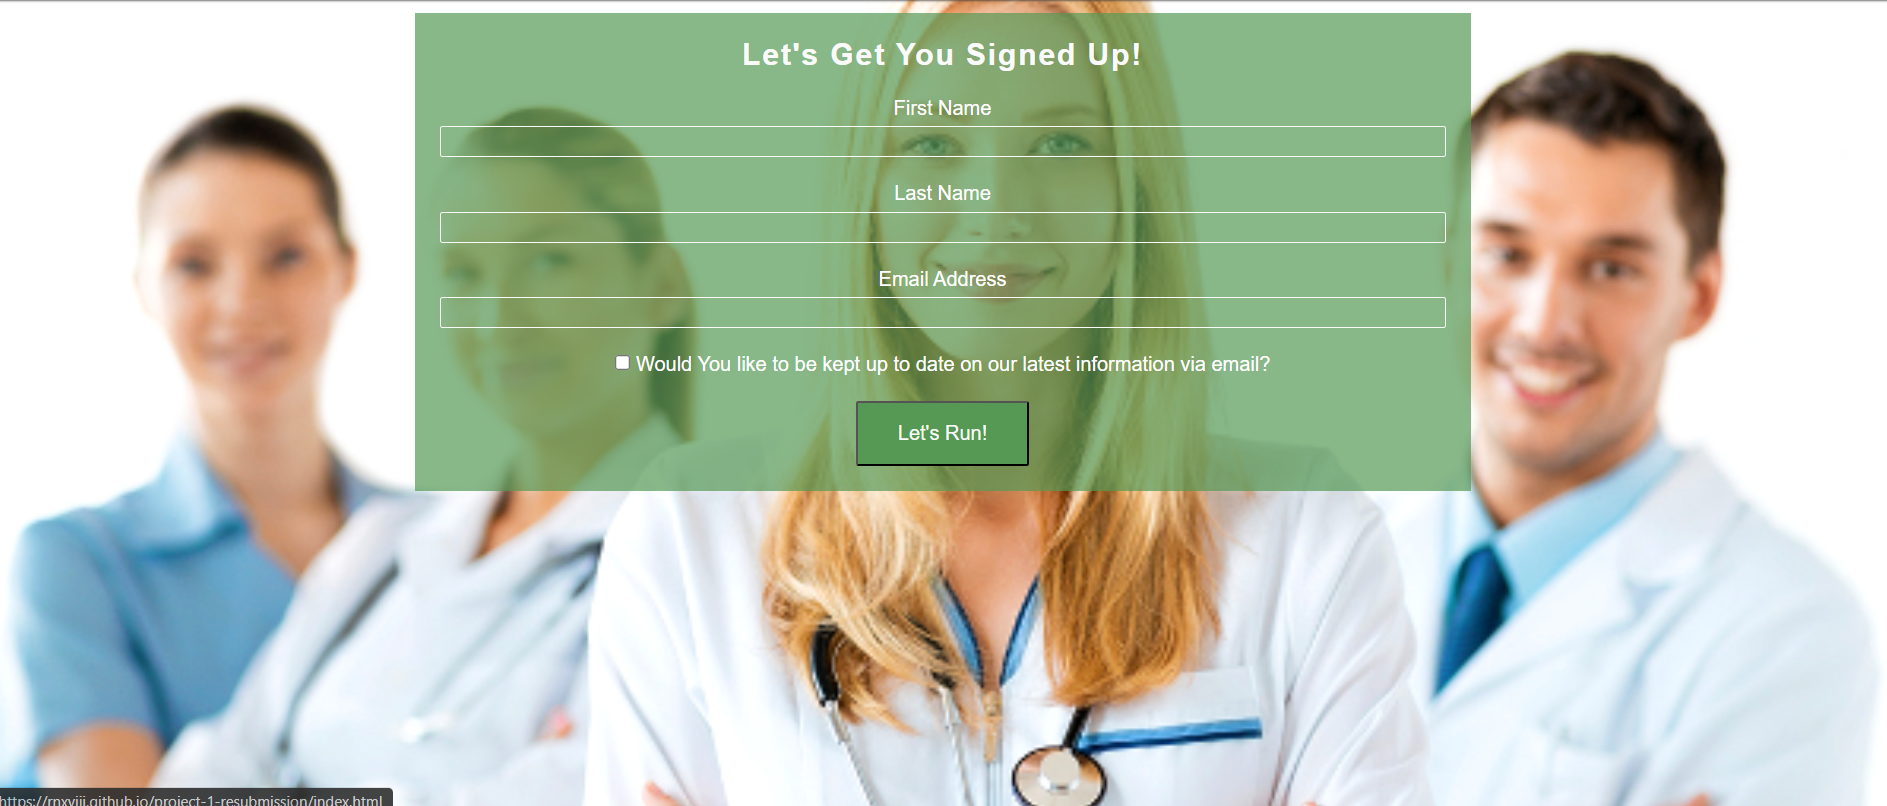 Let's Get You Signed Up!
First Name
Last Name
Email Address
Would You like to be kept up to date on our latest information via email?
Let's Run!
https://rnxviii.github.io/project-1-resubmission/index.html